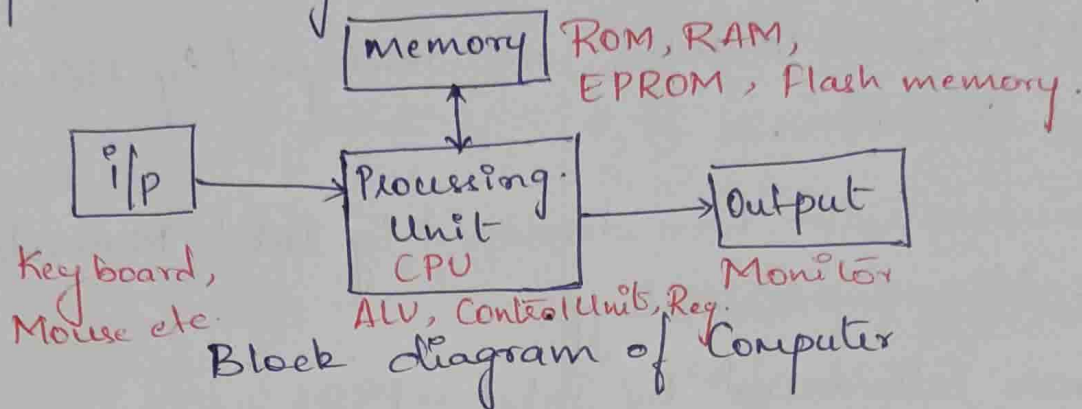 memory
ROM, RAM,
EPROM, Flash memory.
i/p
Processing
Unit
CPU
Output
Keyboard,
Mouse etc.
ALU, Control Unit, Reg.
Monitor
Block diagram of Computer